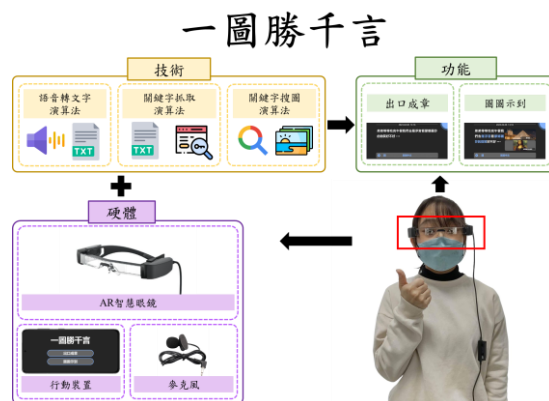 一圖勝千言
技術
語音轉文字
演算法
關鍵字抓取
演算法
關鍵字搜圖
演算法
TXT
TXT
功能
出口成章
圖圖示到
硬體
AR智慧眼鏡
一圖勝千言
行動裝置
麥克風